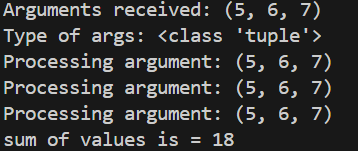 Arguments received: (5, 6, 7)
Type of args: <class 'tuple'>
Processing argument: (5, 6, 7)
Processing argument: (5, 6, 7)
Processing argument: (5, 6, 7)
sum of values is = 18